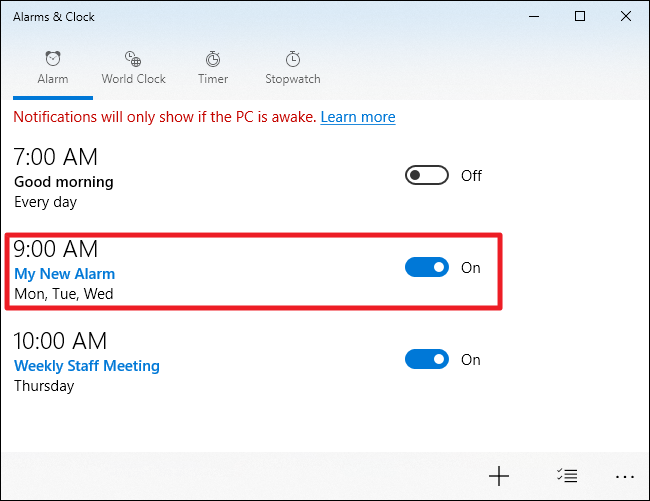 Alarms & Clock
Alarm World Clock Timer Stopwatch
Notifications will only show if the PC is awake. Learn more
7:00 AM
Good morning Off
Every day
9:00 AM
My New Alarm On
Mon, Tue, Wed
10:00 AM
Weekly Staff Meeting On
Thursday